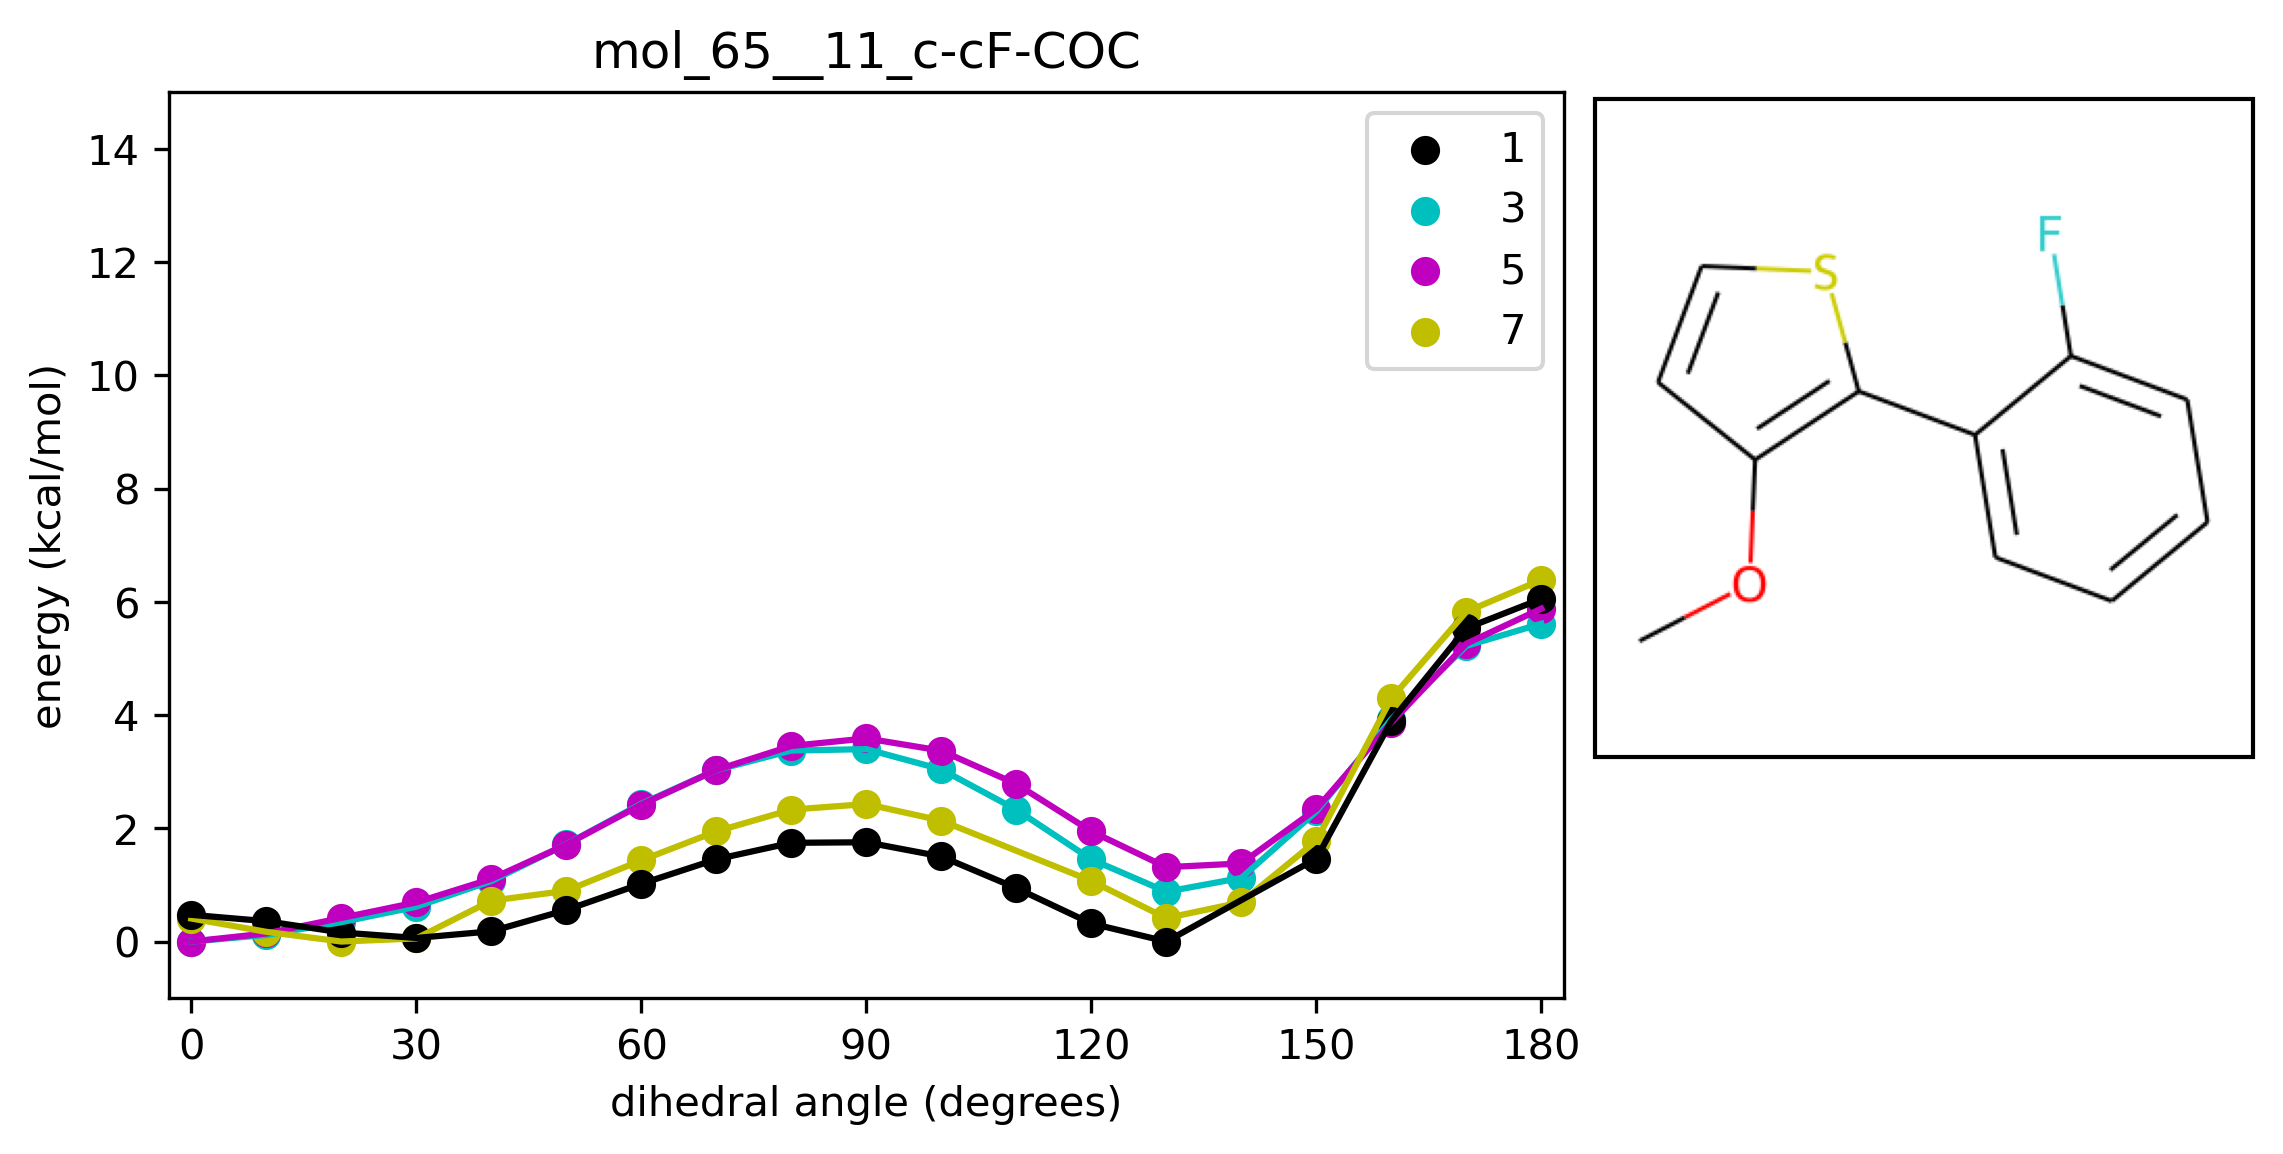 mol_65__11_c-cF-COC
energy (kcal/mol)
14
12
10
8
6
4
2
0
0 30 60 90 120 150 180
dihedral angle (degrees)
1
3
5
7
F
S
O